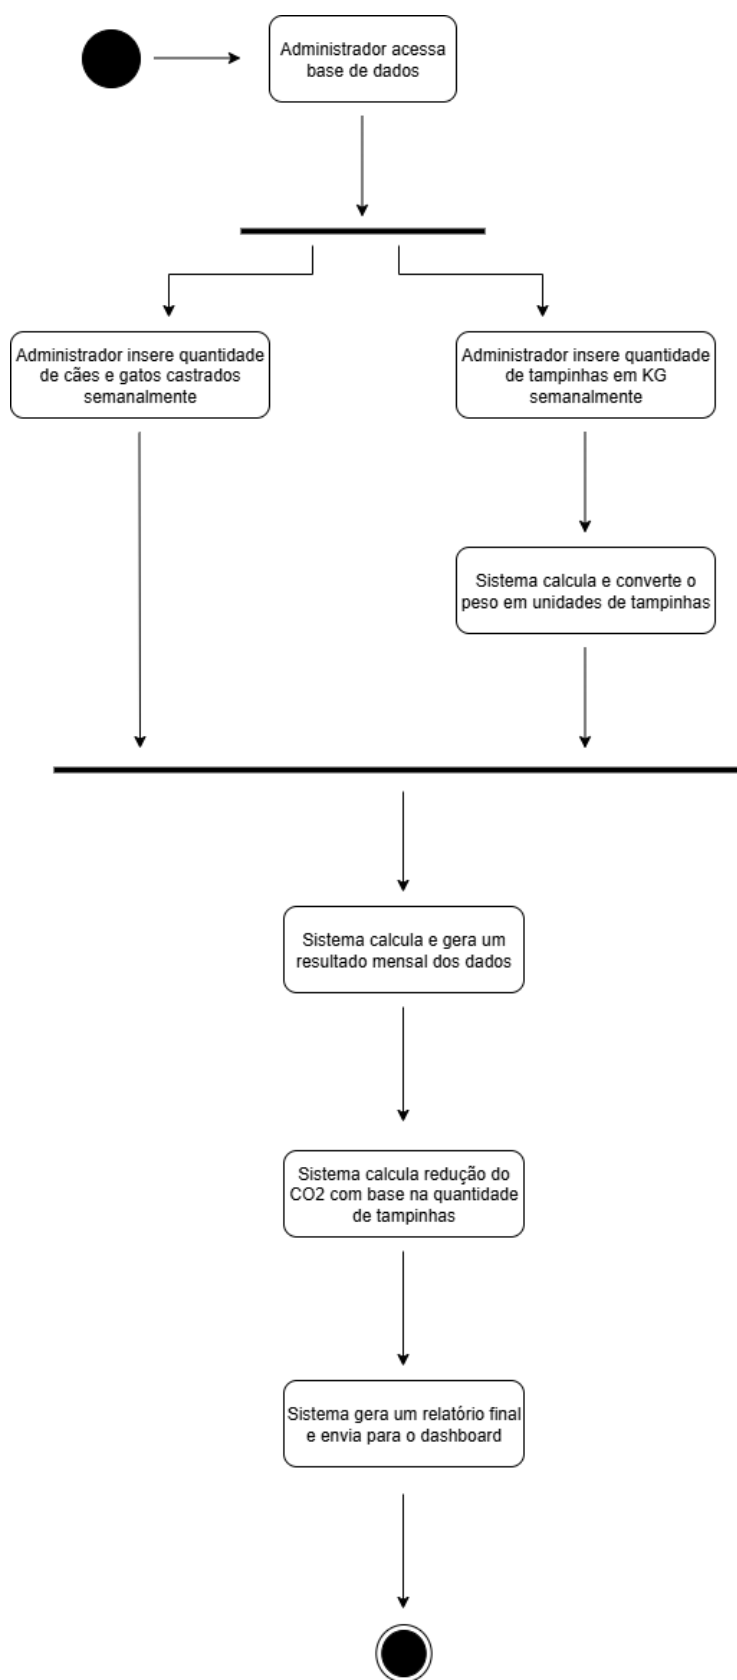 Administrador acessa
base de dados
Administrador insere quantidade
de cães e gatos castrados
semanalmente
Administrador insere quantidade
de tampinhas em KG
semanalmente
Sistema calcula e converte o
peso em unidades de tampinhas
Sistema calcula e gera um
resultado mensal dos dados
Sistema calcula redução do
CO2 com base na quantidade
de tampinhas
Sistema gera um relatório final
e envia para o dashboard